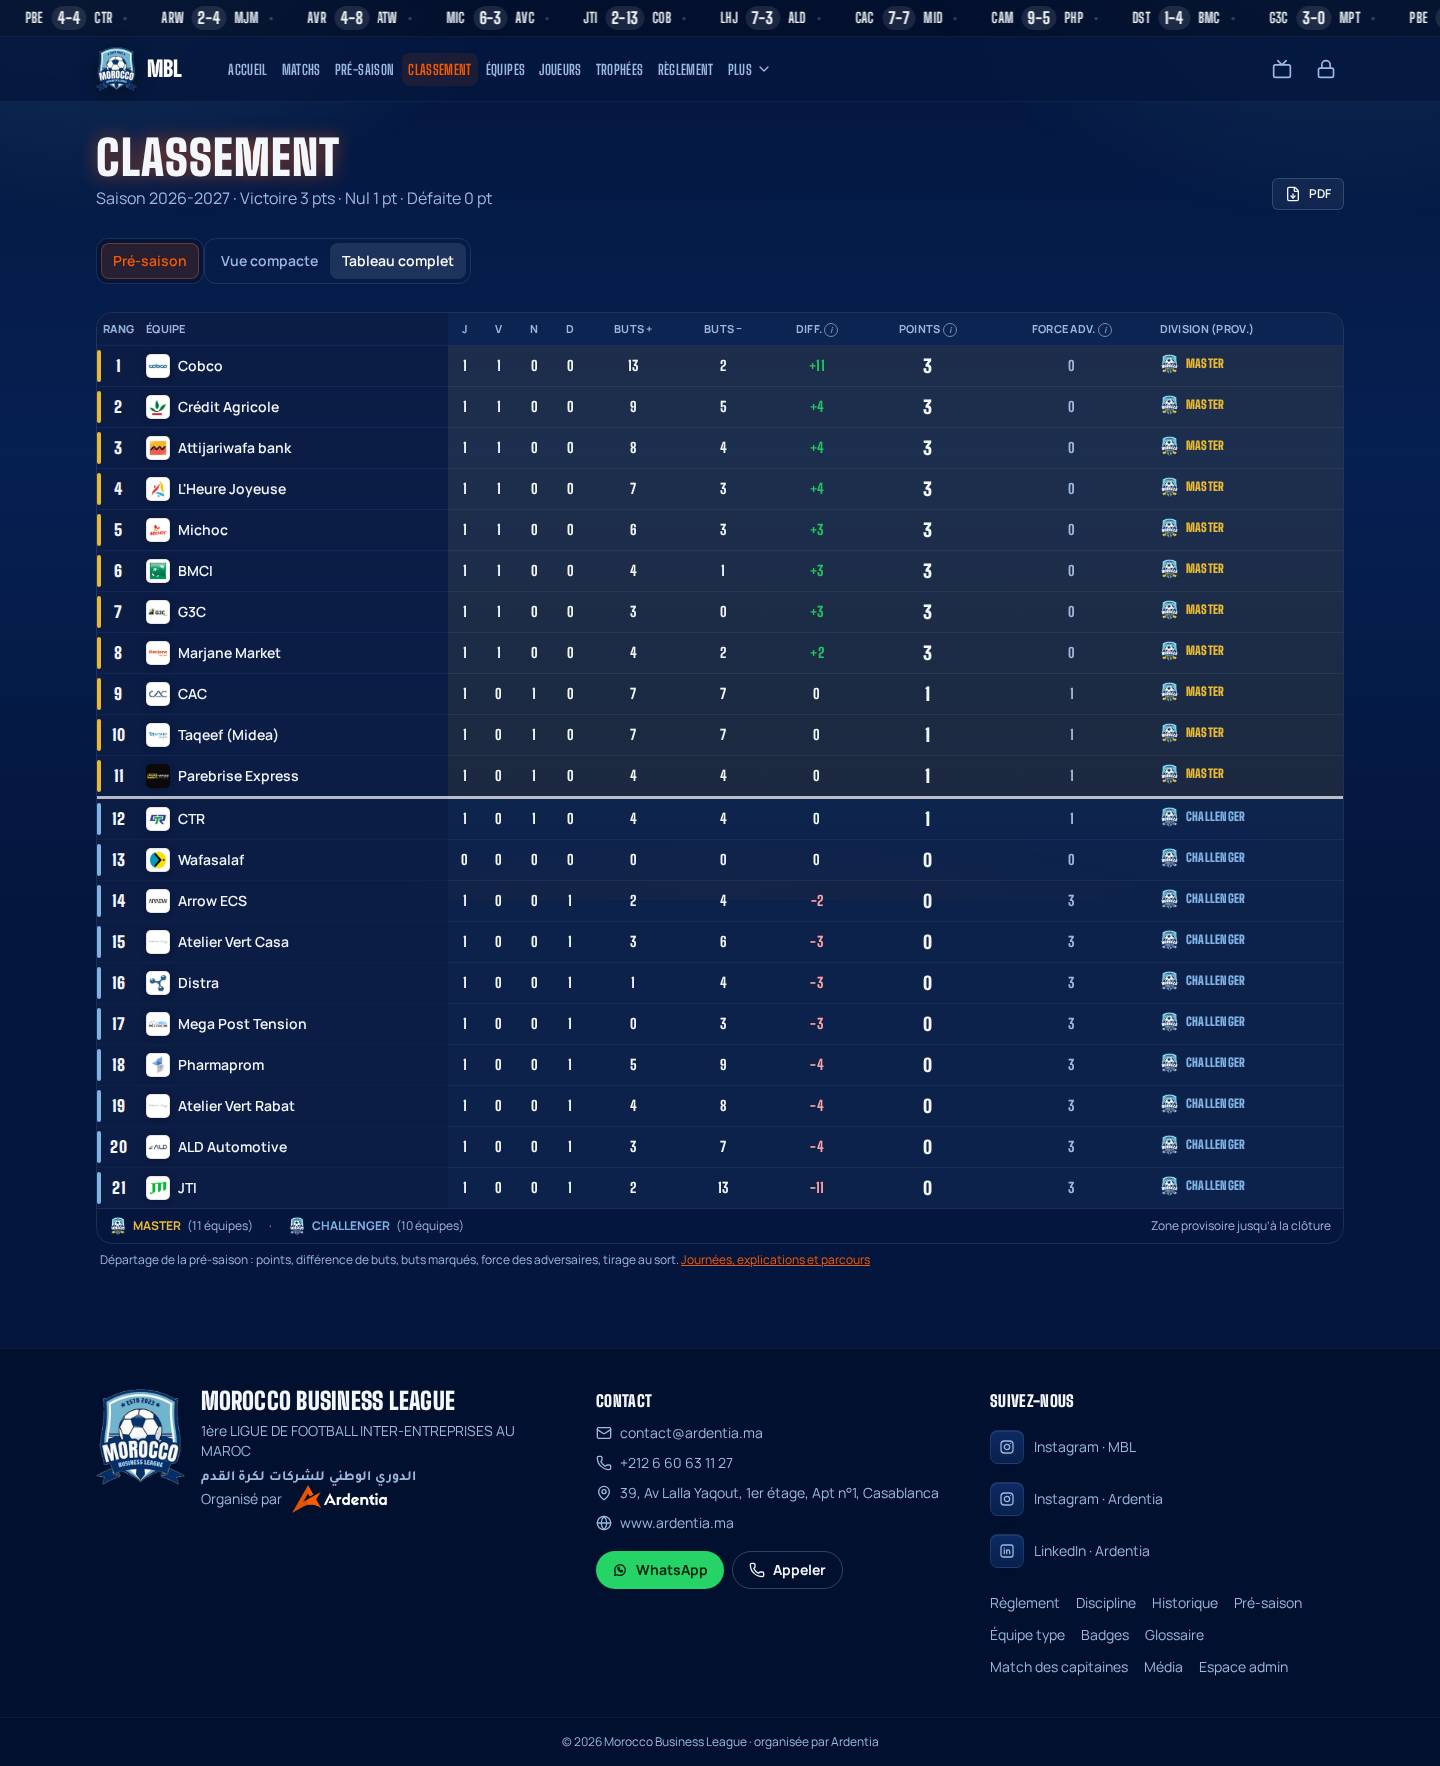 PBE 4-4 CTR · ARW 2-4 MJM · AVR 4-8 ATW · MIC 6-3 AVC · JTI 2-13 COB · LHJ 7-3 ALD · CAC 7-7 MID · CAM 9-5 PHP · DST 1-4 BMC · G3C 3-0 MPT · PBE
MBL ACCUEIL MATCHS PRÉ-SAISON CLASSEMENT ÉQUIPES JOUEURS TROPHÉES RÈGLEMENT PLUS
CLASSEMENT
Saison 2026-2027 · Victoire 3 pts · Nul 1 pt · Défaite 0 pt
PDF
Pré-saison Vue compacte Tableau complet
RANG ÉQUIPE J V N D BUTS + BUTS − DIFF. POINTS FORCE ADV. DIVISION (PROV.)
1 Cobco 1 1 0 0 13 2 +11 3 0 MASTER
2 Crédit Agricole 1 1 0 0 9 5 +4 3 0 MASTER
3 Attijariwafa bank 1 1 0 0 8 4 +4 3 0 MASTER
4 L'Heure Joyeuse 1 1 0 0 7 3 +4 3 0 MASTER
5 Michoc 1 1 0 0 6 3 +3 3 0 MASTER
6 BMCI 1 1 0 0 4 1 +3 3 0 MASTER
7 G3C 1 1 0 0 3 0 +3 3 0 MASTER
8 Marjane Market 1 1 0 0 4 2 +2 3 0 MASTER
9 CAC 1 0 1 0 7 7 0 1 1 MASTER
10 Taqeef (Midea) 1 0 1 0 7 7 0 1 1 MASTER
11 Parebrise Express 1 0 1 0 4 4 0 1 1 MASTER
12 CTR 1 0 1 0 4 4 0 1 1 CHALLENGER
13 Wafasalaf 0 0 0 0 0 0 0 0 0 CHALLENGER
14 Arrow ECS 1 0 0 1 2 4 -2 0 3 CHALLENGER
15 Atelier Vert Casa 1 0 0 1 3 6 -3 0 3 CHALLENGER
16 Distra 1 0 0 1 1 4 -3 0 3 CHALLENGER
17 Mega Post Tension 1 0 0 1 0 3 -3 0 3 CHALLENGER
18 Pharmaprom 1 0 0 1 5 9 -4 0 3 CHALLENGER
19 Atelier Vert Rabat 1 0 0 1 4 8 -4 0 3 CHALLENGER
20 ALD Automotive 1 0 0 1 3 7 -4 0 3 CHALLENGER
21 JTI 1 0 0 1 2 13 -11 0 3 CHALLENGER
MASTER (11 équipes) · CHALLENGER (10 équipes) Zone provisoire jusqu'à la clôture
Départage de la pré-saison : points, différence de buts, buts marqués, force des adversaires, tirage au sort. Journées, explications et parcours
MOROCCO BUSINESS LEAGUE
1ère LIGUE DE FOOTBALL INTER-ENTREPRISES AU
MAROC
الدوري الوطني للشركات لكرة القدم
Organisé par Ardentia
CONTACT
contact@ardentia.ma
+212 6 60 63 11 27
39, Av Lalla Yaqout, 1er étage, Apt n°1, Casablanca
www.ardentia.ma
WhatsApp Appeler
SUIVEZ-NOUS
Instagram · MBL
Instagram · Ardentia
LinkedIn · Ardentia
Règlement Discipline Historique Pré-saison
Équipe type Badges Glossaire
Match des capitaines Média Espace admin
© 2026 Morocco Business League · organisée par Ardentia